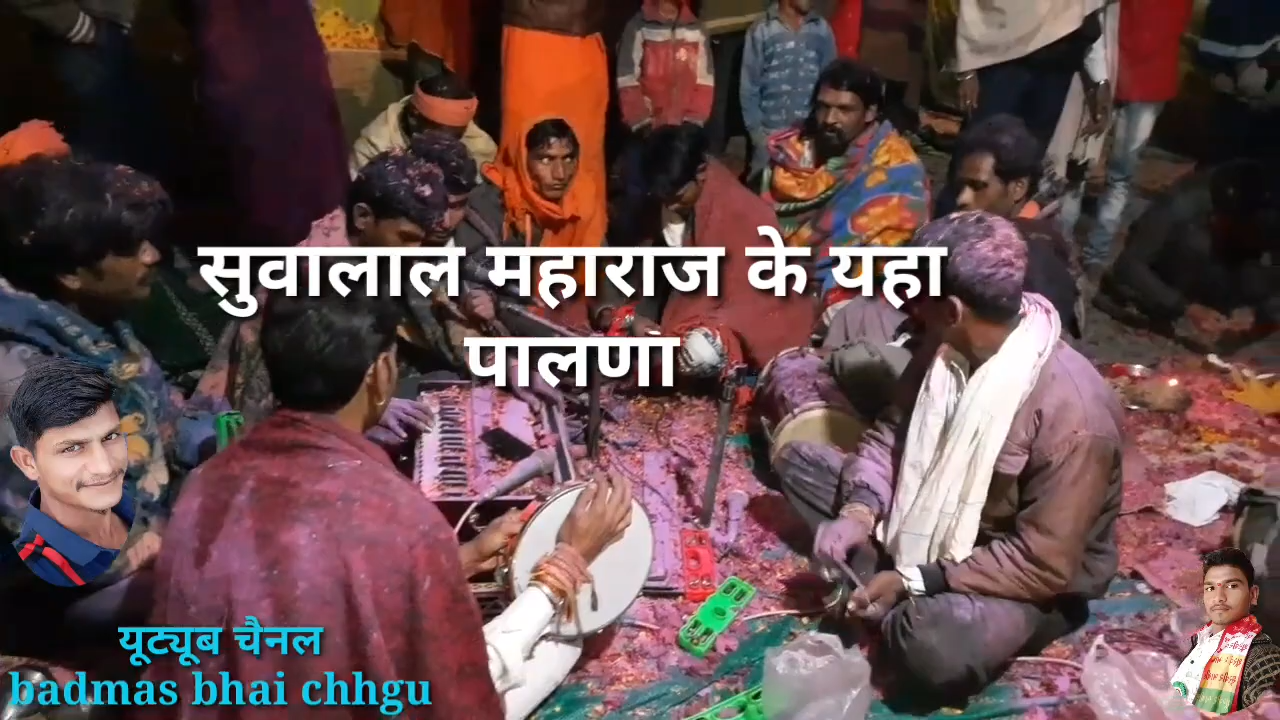 सुवालाल महाराज के यहा
पालणां
यूट्यूब चैनल
badmas bhai chhgu